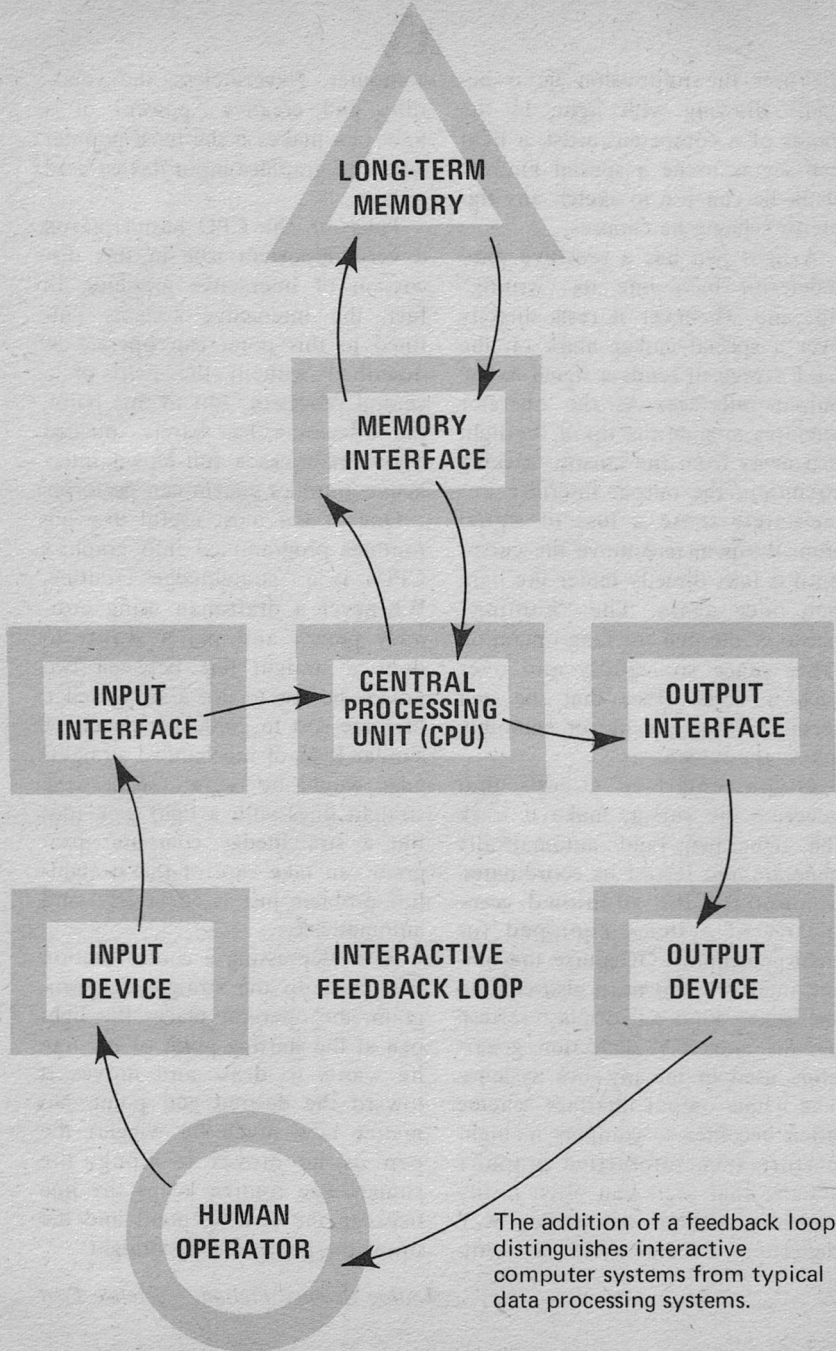 LONG-TERM
MEMORY
MEMORY
INTERFACE
INPUT
INTERFACE
CENTRAL
PROCESSING
UNIT (CPU)
OUTPUT
INTERFACE
INPUT
DEVICE
INTERACTIVE
FEEDBACK LOOP
OUTPUT
DEVICE
HUMAN
OPERATOR
The addition of a feedback loop
distinguishes interactive
computer systems from typical
data processing systems.